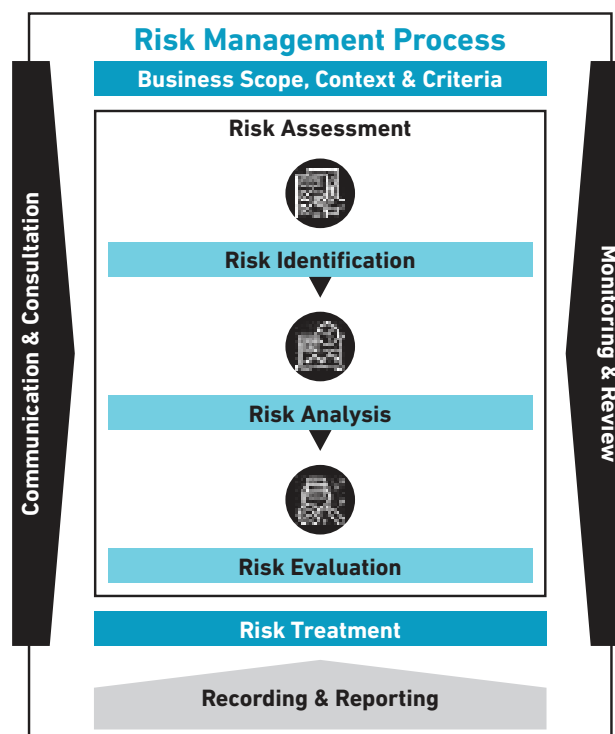 Risk Management Process
Business Scope, Context & Criteria
Risk Assessment
Risk Identification
Risk Analysis
Risk Evaluation
Risk Treatment
Recording & Reporting
Communication & Consultation
Monitoring & Review